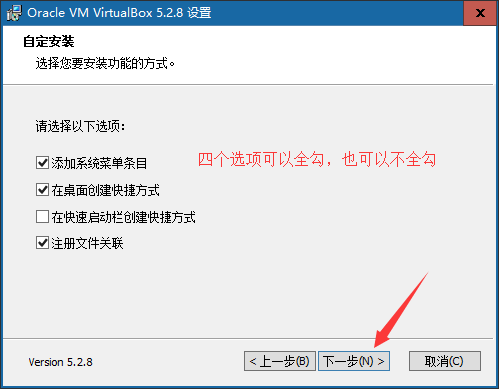 Oracle VM VirtualBox 5.2.8 设置
自定安装
选择您要安装功能的方式。
请选择以下选项：
添加系统菜单条目
四个选项可以全勾，也可以不全勾
在桌面创建快捷方式
在快速启动栏创建快捷方式
注册文件关联
Version 5.2.8
< 上一步(B)
下一步(N) >
取消(C)